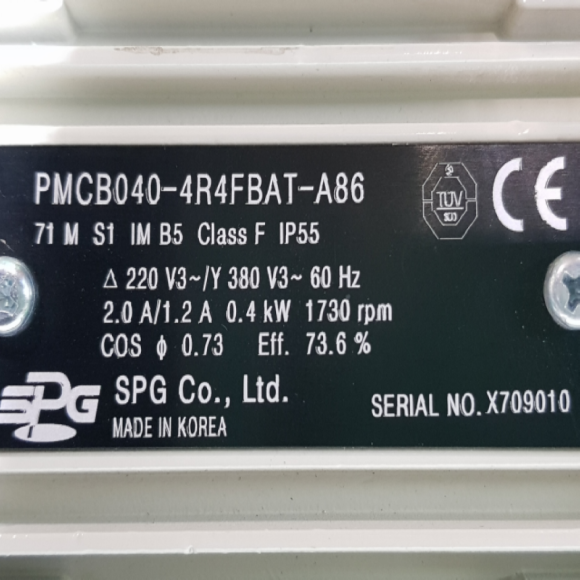 PMCB040-4R4FBAT-A86
TÜV
CE
71 M S1 IM B5 Class F IP55
Δ 220 V3~/Y 380 V3~ 60 Hz
2.0 A/1.2 A 0.4 kW 1730 rpm
COS ϕ 0.73 Eff. 73.6 %
SPG
SPG Co., Ltd.
MADE IN KOREA
SERIAL NO. X709010